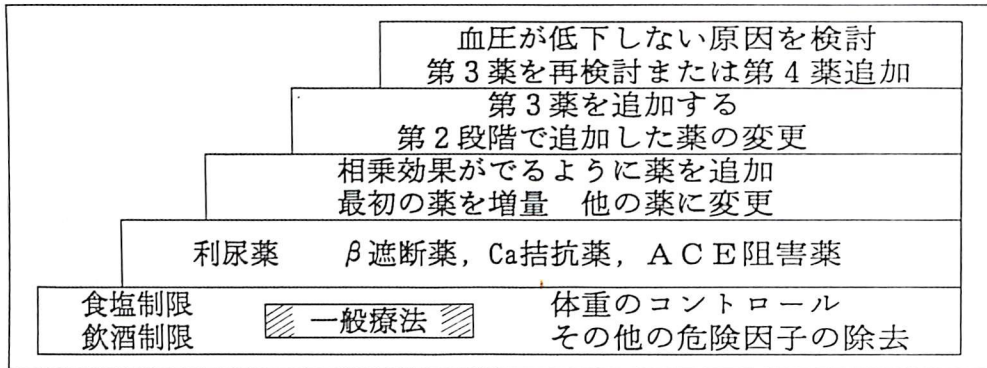 血圧が低下しない原因を検討
第3薬を再検討または第4薬追加
第3薬を追加する
第2段階で追加した薬の変更
相乗効果がでるように薬を追加
最初の薬を増量 他の薬に変更
利尿薬 β遮断薬, Ca拮抗薬, ACE阻害薬
食塩制限
飲酒制限
一般療法
体重のコントロール
その他の危険因子の除去